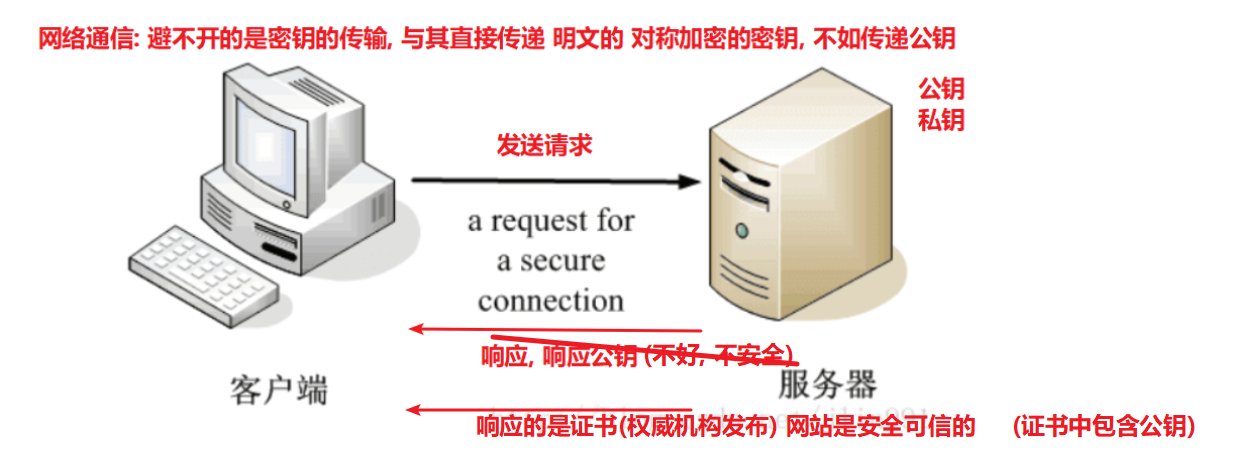 网络通信: 避不开的是密钥的传输, 与其直接传递 明文的 对称加密的密钥, 不如传递公钥
公钥
私钥
发送请求
a request for
a secure
connection
响应, 响应公钥 (不好, 不安全)
客户端
服务器
响应的是证书(权威机构发布) 网站是安全可信的 (证书中包含公钥)